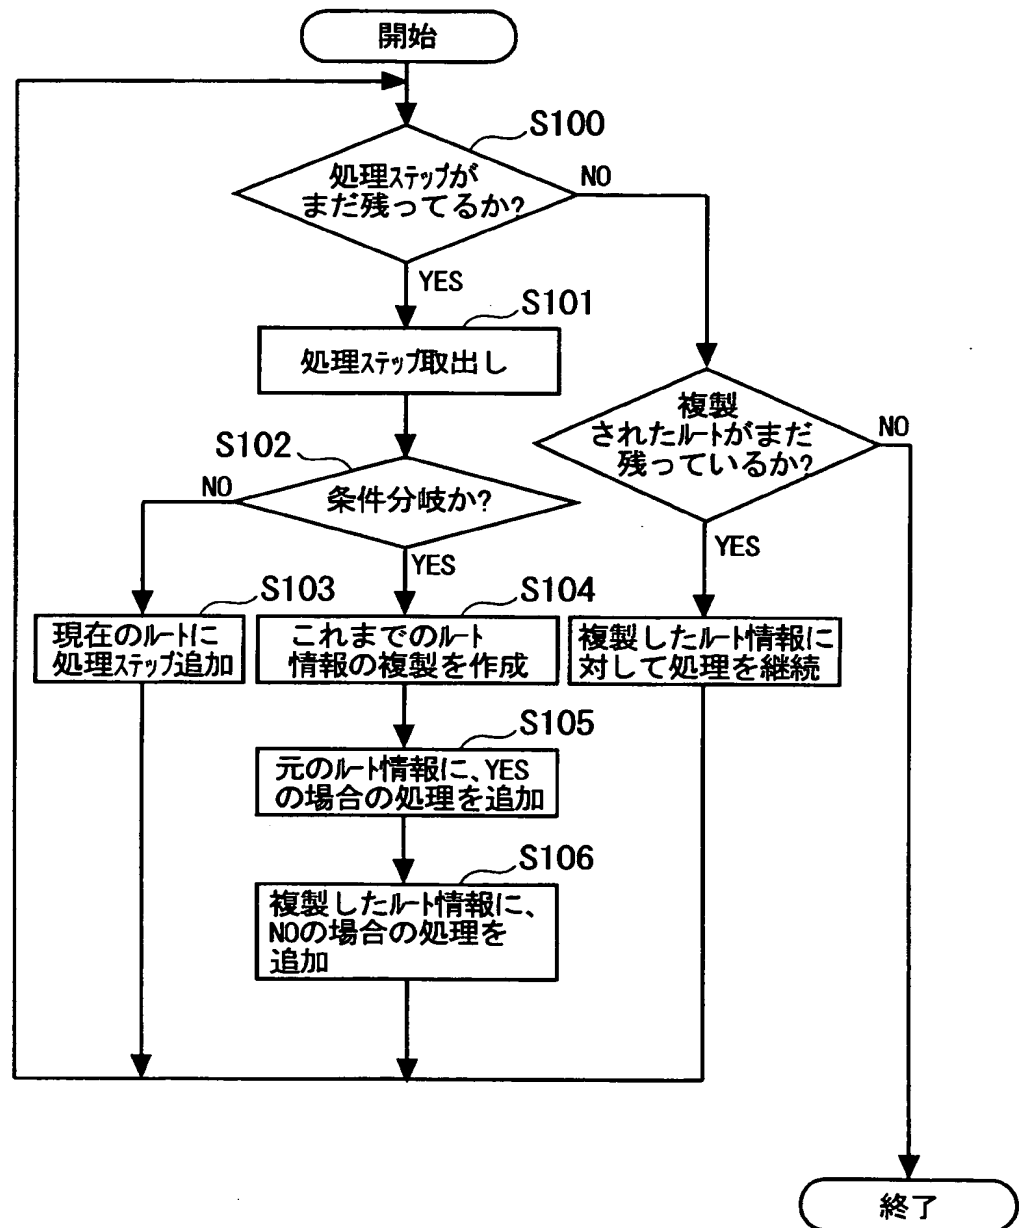 開始
S100
処理ステップが
まだ残ってるか?
NO
YES
S101
処理ステップ取出し
複製
されたルートがまだ
残っているか?
NO
S102
NO
条件分岐か?
YES
YES
S103
現在のルートに
処理ステップ追加
S104
これまでのルート
情報の複製を作成
複製したルート情報に
対して処理を継続
S105
元のルート情報に、YES
の場合の処理を追加
S106
複製したルート情報に、
NOの場合の処理を
追加
終了